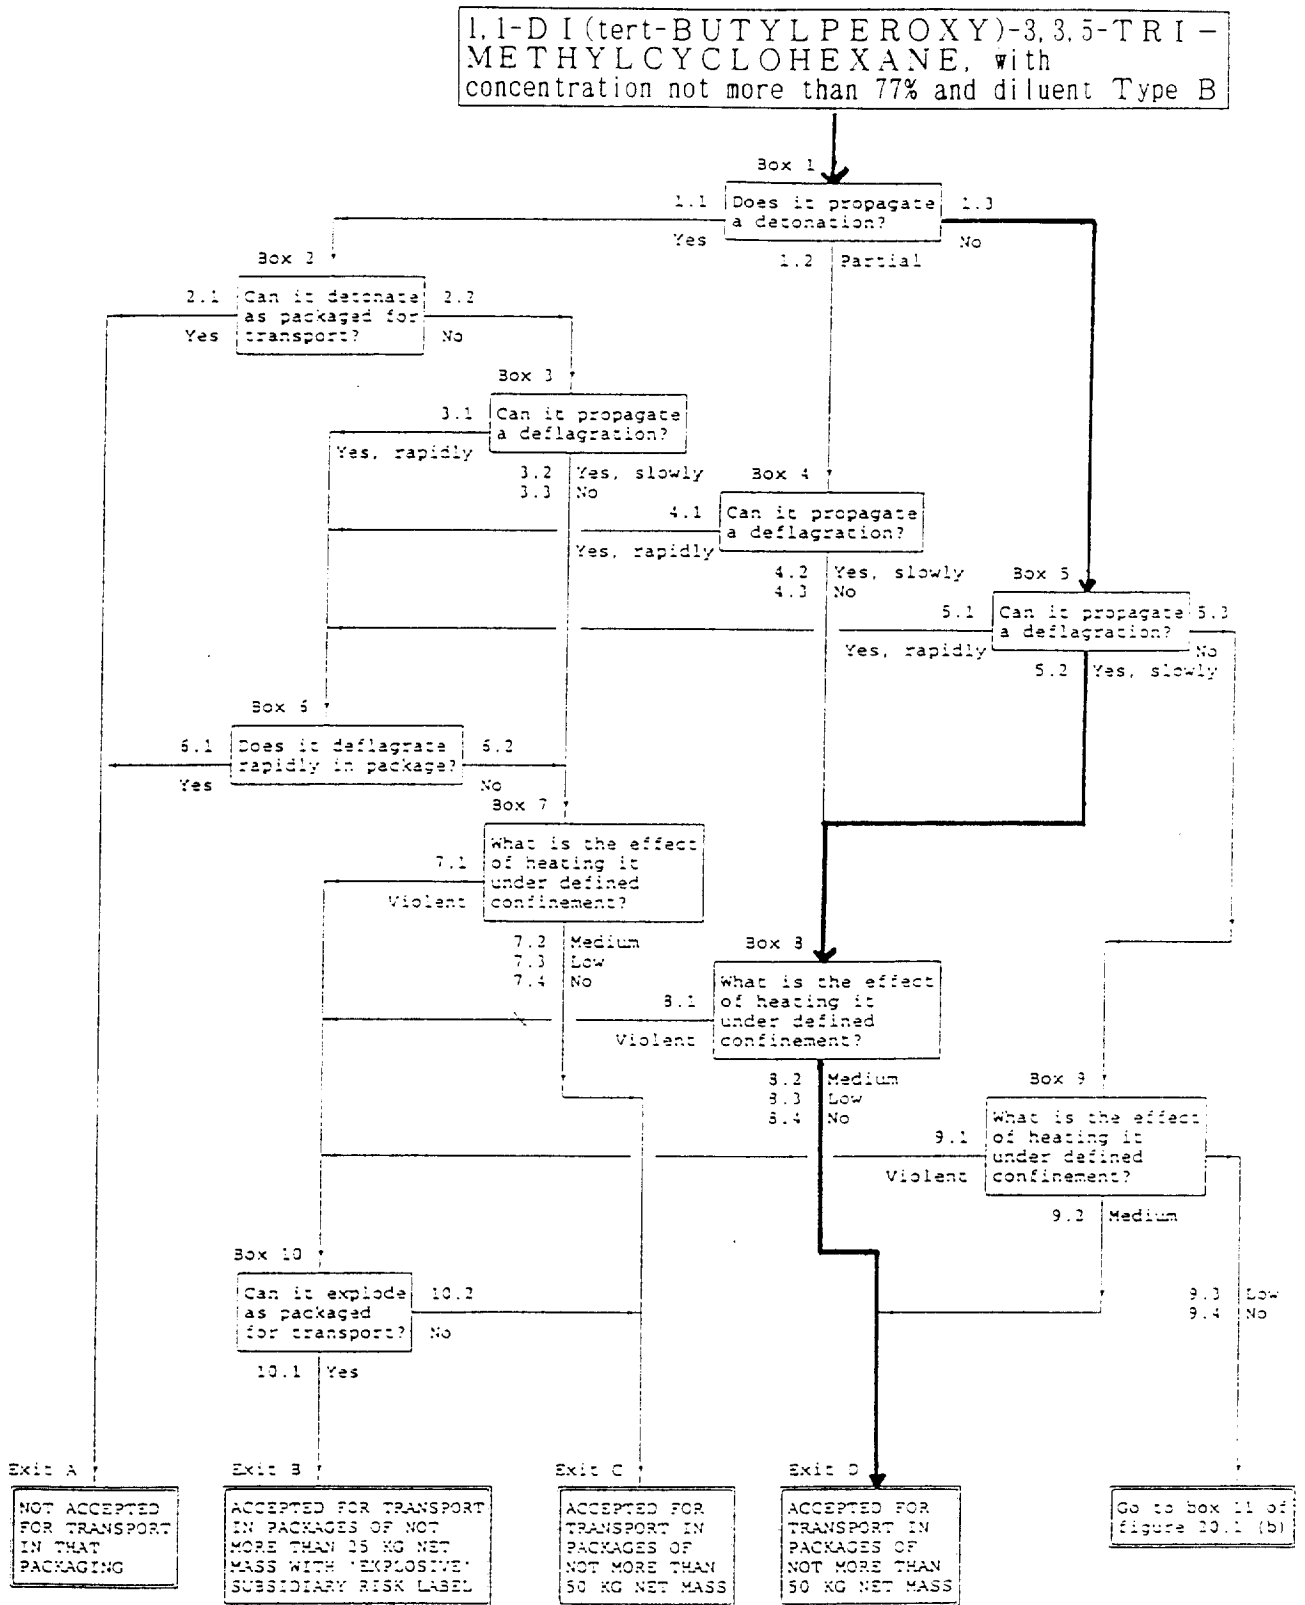 1,1-DI(tert-BUTYLPEROXY)-3,3,5-TRI-
METHYLCYCLOHEXANE, with
concentration not more than 77% and diluent Type B
Box 1
1.1
Does it propagate
a detonation?
1.3
Yes
No
1.2 Partial
Box 2
2.1
Can it detonate
as packaged for
transport?
2.2
Yes
No
Box 3
3.1
Can it propagate
a deflagration?
Yes, rapidly
3.2 Yes, slowly
3.3 No
Box 4
4.1
Can it propagate
a deflagration?
Yes, rapidly
4.2 Yes, slowly
4.3 No
Box 5
5.1
Can it propagate
a deflagration?
5.3
Yes, rapidly
No
5.2 Yes, slowly
Box 6
6.1
Does it deflagrate
rapidly in package?
6.2
Yes
No
Box 7
7.1
What is the effect
of heating it
under defined
confinement?
Violent
7.2 Medium
7.3 Low
7.4 No
Box 8
8.1
What is the effect
of heating it
under defined
confinement?
Violent
8.2 Medium
8.3 Low
8.4 No
Box 9
9.1
What is the effect
of heating it
under defined
confinement?
Violent
9.2 Medium
9.3 Low
9.4 No
Box 10
Can it explode
as packaged
for transport?
10.2
No
10.1 Yes
Exit A
NOT ACCEPTED
FOR TRANSPORT
IN THAT
PACKAGING
Exit B
ACCEPTED FOR TRANSPORT
IN PACKAGES OF NOT
MORE THAN 25 KG NET
MASS WITH 'EXPLOSIVE'
SUBSIDIARY RISK LABEL
Exit C
ACCEPTED FOR
TRANSPORT IN
PACKAGES OF
NOT MORE THAN
50 KG NET MASS
Exit D
ACCEPTED FOR
TRANSPORT IN
PACKAGES OF
NOT MORE THAN
50 KG NET MASS
Go to box 11 of
figure 20.1 (b)